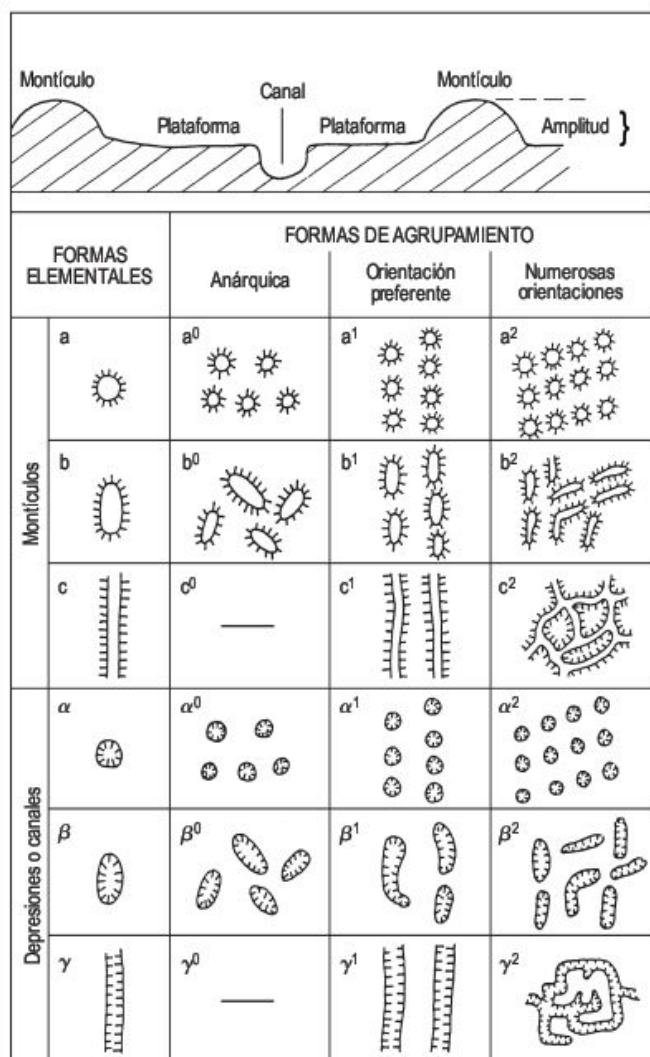 Montículo
Canal
Montículo
Plataforma
Plataforma
Amplitud }
FORMAS
ELEMENTALES
FORMAS DE AGRUPAMIENTO
Anárquica
Orientación
preferente
Numerosas
orientaciones
Montículos
a
a⁰
a¹
a²
b
b⁰
b¹
b²
c
c⁰
c¹
c²
Depresiones o canales
α
α⁰
α¹
α²
β
β⁰
β¹
β²
γ
γ⁰
γ¹
γ²